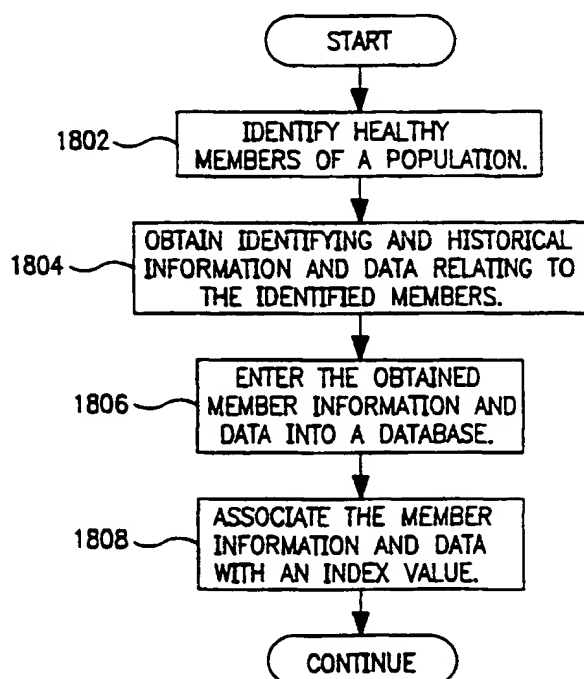 START
1802
IDENTIFY HEALTHY
MEMBERS OF A POPULATION.
1804
OBTAIN IDENTIFYING AND HISTORICAL
INFORMATION AND DATA RELATING TO
THE IDENTIFIED MEMBERS.
1806
ENTER THE OBTAINED
MEMBER INFORMATION AND
DATA INTO A DATABASE.
1808
ASSOCIATE THE MEMBER
INFORMATION AND DATA
WITH AN INDEX VALUE.
CONTINUE